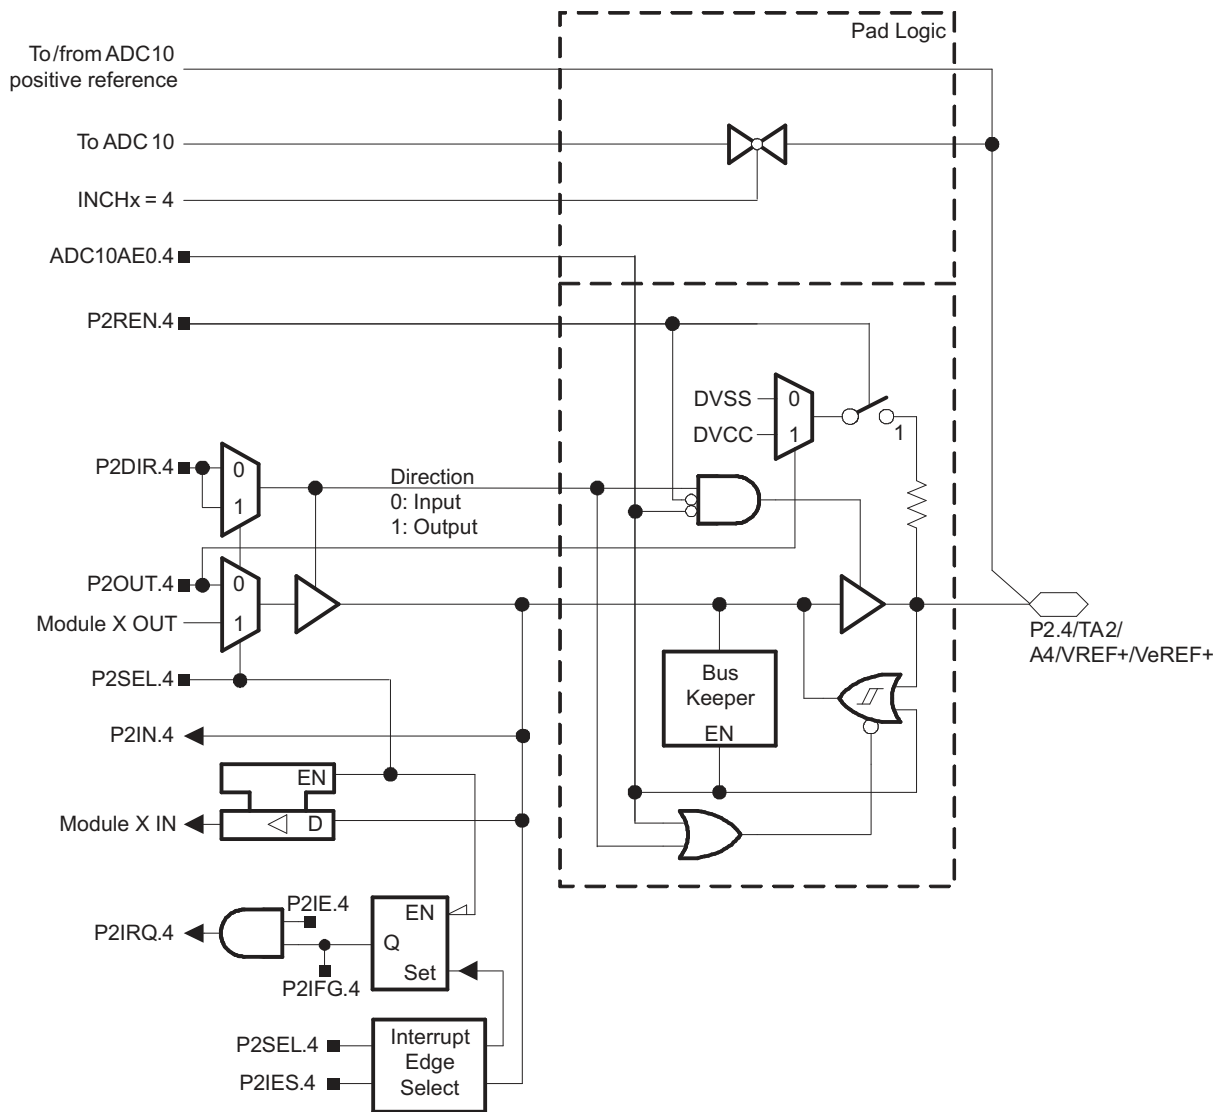 Pad Logic
To/from ADC10
positive reference
To ADC10
INCHx = 4
ADC10AE0.4
P2REN.4
DVSS
0
DVCC
1
1
P2DIR.4
0
1
Direction
0: Input
1: Output
P2OUT.4
0
Module X OUT
1
P2SEL.4
P2.4/TA2/
A4/VREF+/VeREF+
Bus
Keeper
EN
P2IN.4
EN
Module X IN
D
P2IE.4
P2IRQ.4
EN
Q
Set
P2IFG.4
P2SEL.4
P2IES.4
Interrupt
Edge
Select